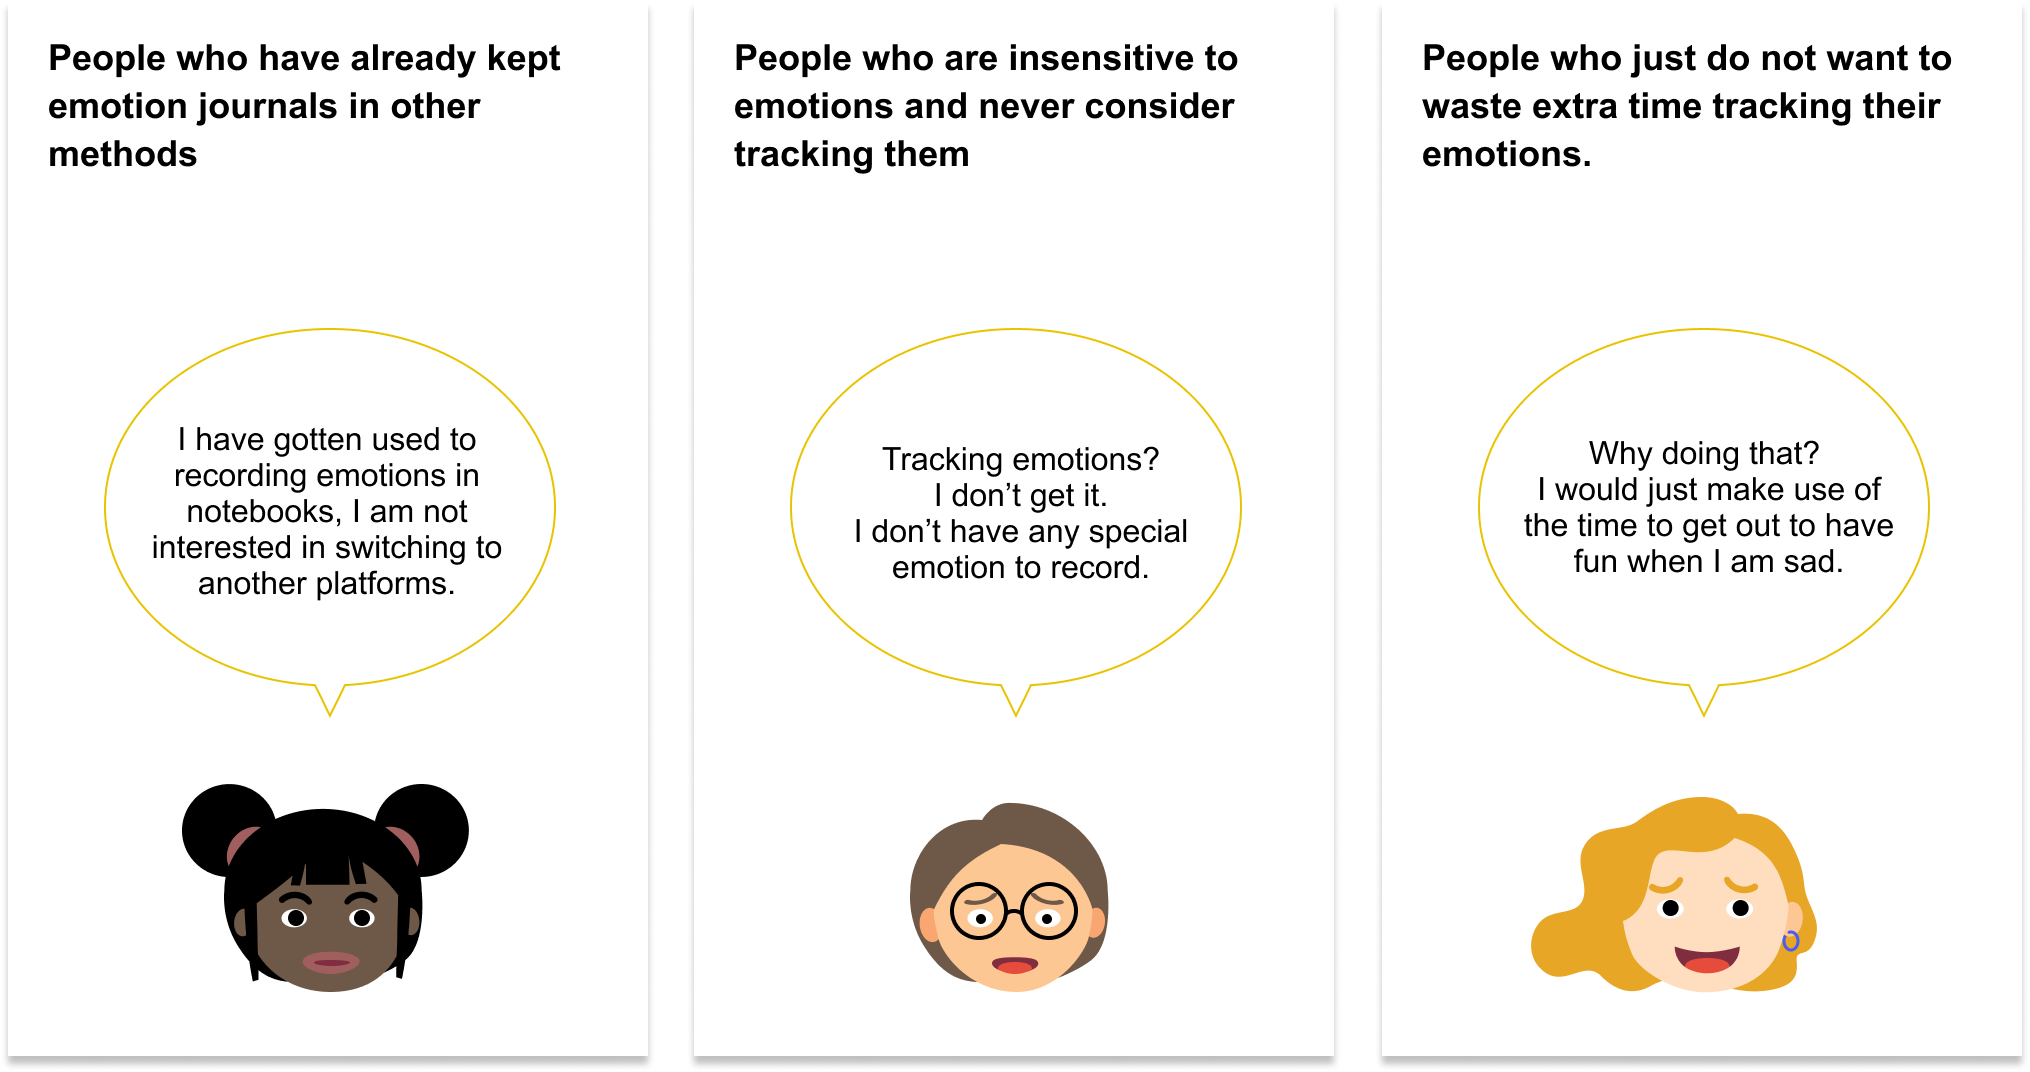 People who have already kept
emotion journals in other
methods
I have gotten used to
recording emotions in
notebooks, I am not
interested in switching to
another platforms.
People who are insensitive to
emotions and never consider
tracking them
Tracking emotions?
I don’t get it.
I don’t have any special
emotion to record.
People who just do not want to
waste extra time tracking their
emotions.
Why doing that?
I would just make use of
the time to get out to have
fun when I am sad.